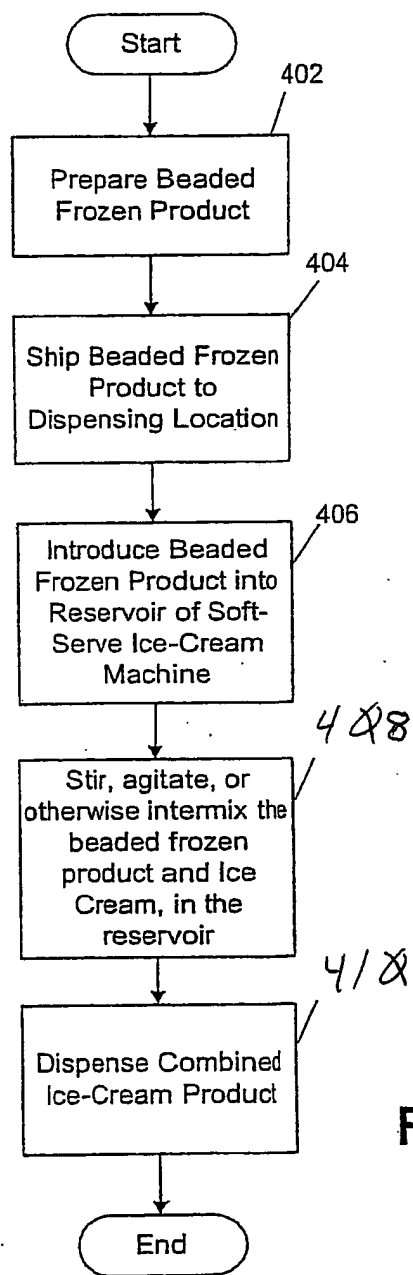 Start
402
Prepare Beaded
Frozen Product
404
Ship Beaded Frozen
Product to
Dispensing Location
406
Introduce Beaded
Frozen Product into
Reservoir of Soft-
Serve Ice-Cream
Machine
408
Stir, agitate, or
otherwise intermix the
beaded frozen
product and Ice
Cream, in the
reservoir
410
Dispense Combined
Ice-Cream Product
F
End